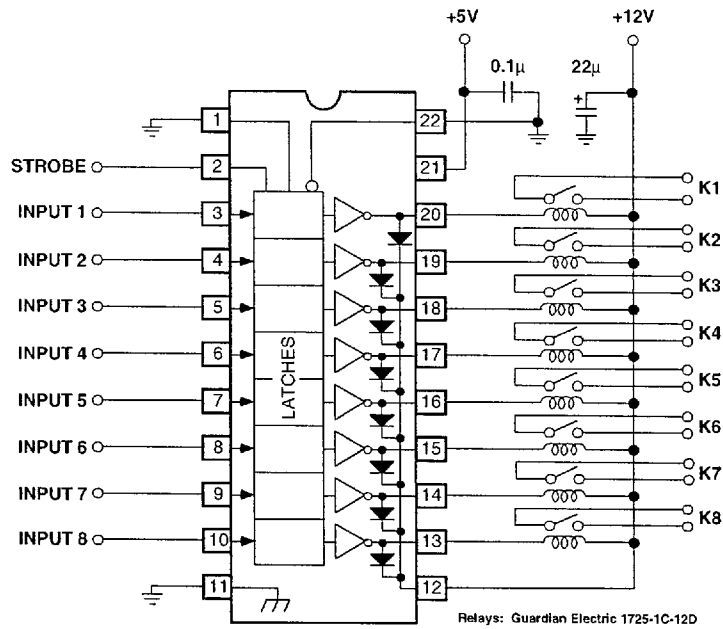 +5V
+12V
0.1μ
22μ
+
1
22
STROBE
2
21
INPUT 1
3
20
K1
INPUT 2
4
19
K2
INPUT 3
5
18
K3
INPUT 4
6
17
K4
INPUT 5
7
16
K5
INPUT 6
8
15
K6
INPUT 7
9
14
K7
INPUT 8
10
13
K8
LATCHES
11
12
Relays: Guardian Electric 1725-1C-12D